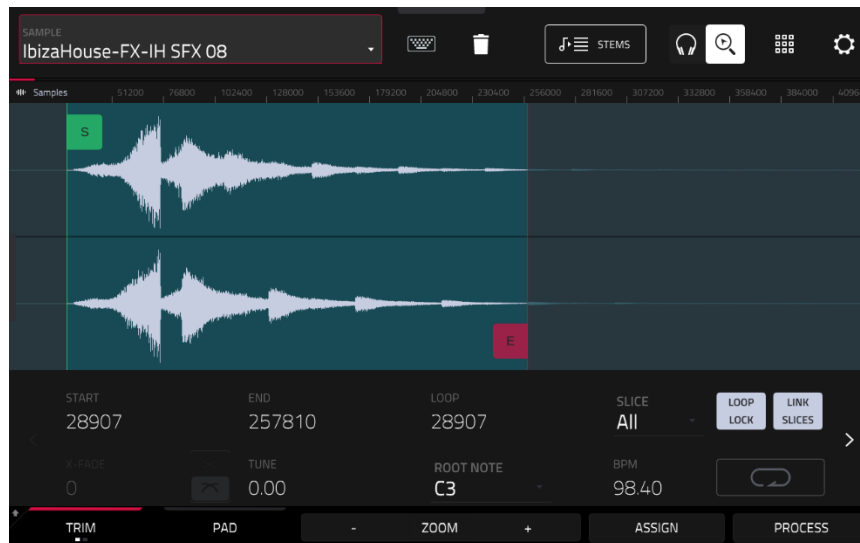 SAMPLE
IbizaHouse-FX-IH SFX 08
STEMS
Samples 51200 76800 102400 128000 153600 179200 204800 230400 256000 281600 307200 332800 358400 384000 4096
S
E
START END LOOP SLICE LOOP LOCK LINK SLICES
28907 257810 28907 All
X-FADE TUNE ROOT NOTE BPM
0 0.00 C3 98.40
TRIM PAD - ZOOM + ASSIGN PROCESS